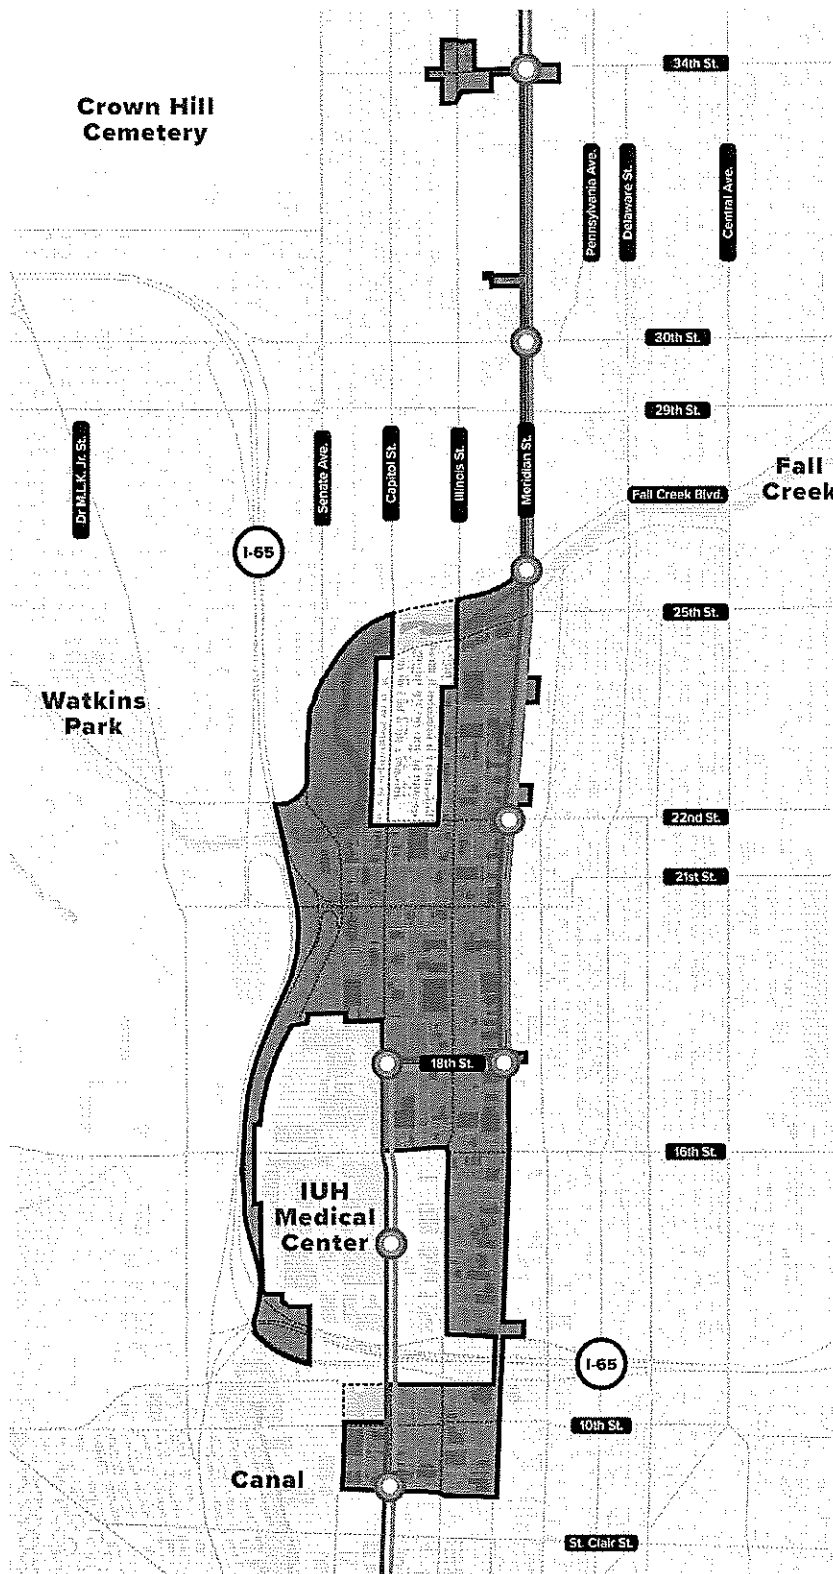 34th St.
Crown Hill
Cemetery
Pennsylvania Ave.
Delaware St.
Central Ave.
30th St.
29th St.
Dr M.L.K. Jr. St.
Senate Ave.
Capitol St.
Illinois St.
Meridian St.
Fall
Creek
Fall Creek Blvd.
I-65
25th St.
Watkins
Park
22nd St.
21st St.
18th St.
16th St.
IUH
Medical
Center
I-65
10th St.
Canal
St. Clair St.